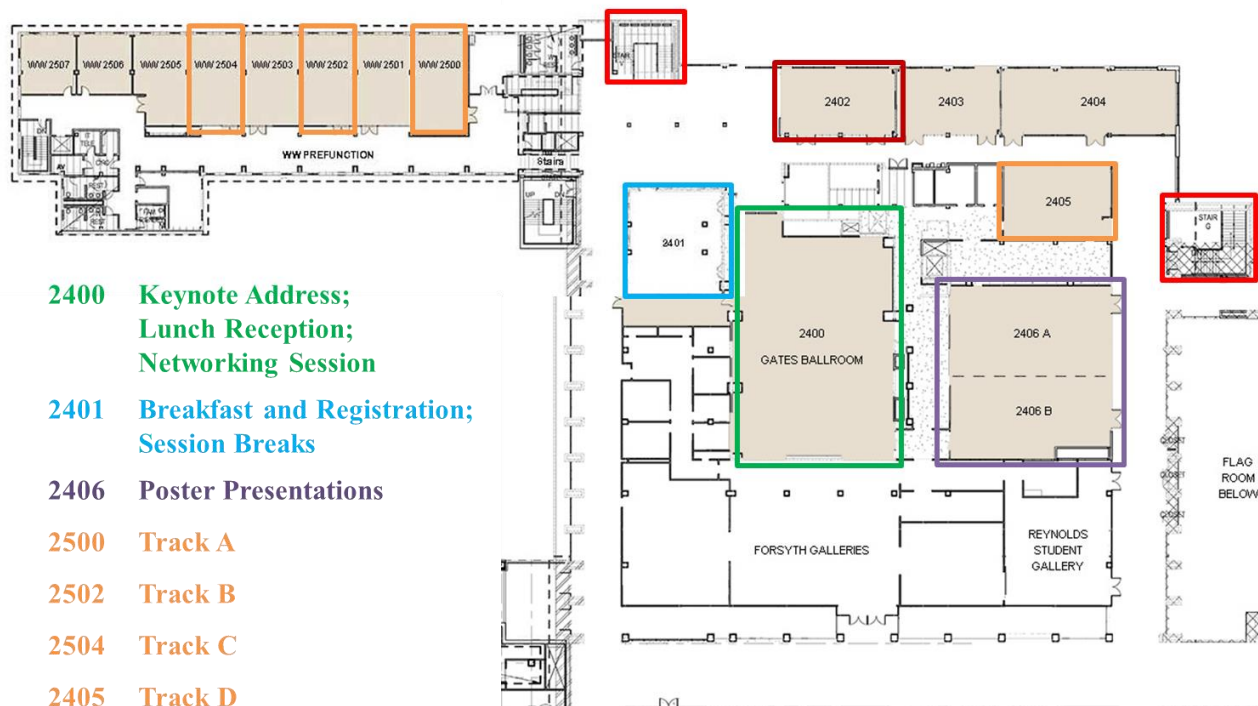 WW 2507
WW 2506
WW 2505
WW 2504
WW 2503
WW 2502
WW 2501
WW 2500
WW PREFUNCTION
Stairs
UP
STAIR
2402
2403
2404
2405
STAIR
G
2401
2400
GATES BALLROOM
2406 A
2406 B
FLAG
ROOM
BELOW
FORSYTH GALLERIES
REYNOLDS
STUDENT
GALLERY
2400 Keynote Address;
Lunch Reception;
Networking Session
2401 Breakfast and Registration;
Session Breaks
2406 Poster Presentations
2500 Track A
2502 Track B
2504 Track C
2405 Track D